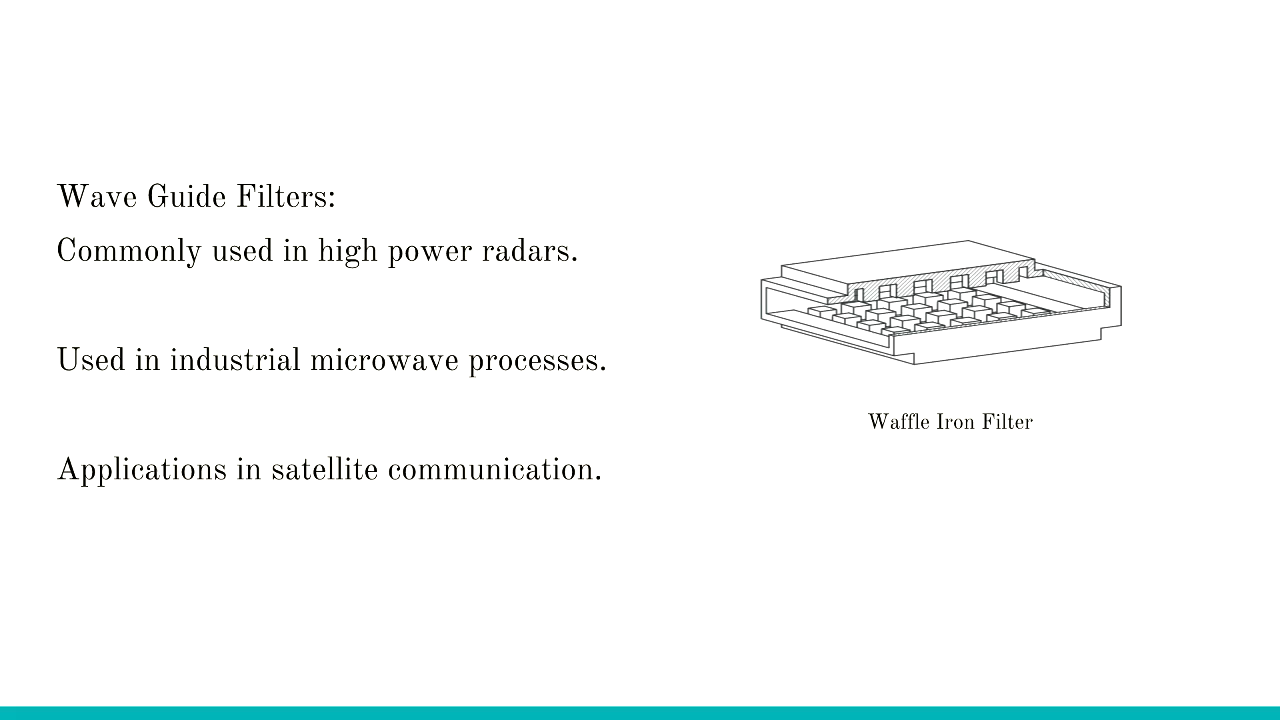 Wave Guide Filters:
Commonly used in high power radars.
Used in industrial microwave processes.
Applications in satellite communication.
Waffle Iron Filter